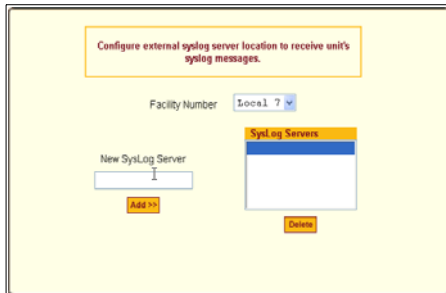 Configure external syslog server location to receive unit's
syslog messages.
Facility Number
Local 7
SysLog Servers
New SysLog Server
Add >>
Delete